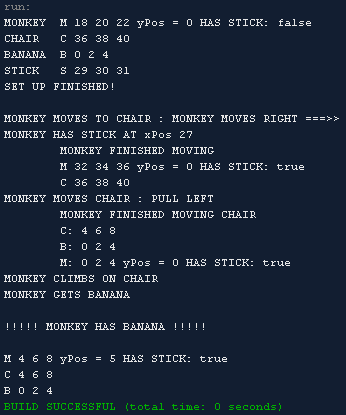 run:
MONKEY M 18 20 22 yPos = 0 HAS STICK: false
CHAIR C 36 38 40
BANANA B 0 2 4
STICK S 29 30 31
SET UP FINISHED!
MONKEY MOVES TO CHAIR : MONKEY MOVES RIGHT ===>>
MONKEY HAS STICK AT xPos 27
MONKEY FINISHED MOVING
M 32 34 36 yPos = 0 HAS STICK: true
C 36 38 40
MONKEY MOVES CHAIR : PULL LEFT
MONKEY FINISHED MOVING CHAIR
C: 4 6 8
B: 0 2 4
M: 0 2 4 yPos = 0 HAS STICK: true
MONKEY CLIMBS ON CHAIR
MONKEY GETS BANANA
!!!!! MONKEY HAS BANANA !!!!!
M 4 6 8 yPos = 5 HAS STICK: true
C 4 6 8
B 0 2 4
BUILD SUCCESSFUL (total time: 0 seconds)